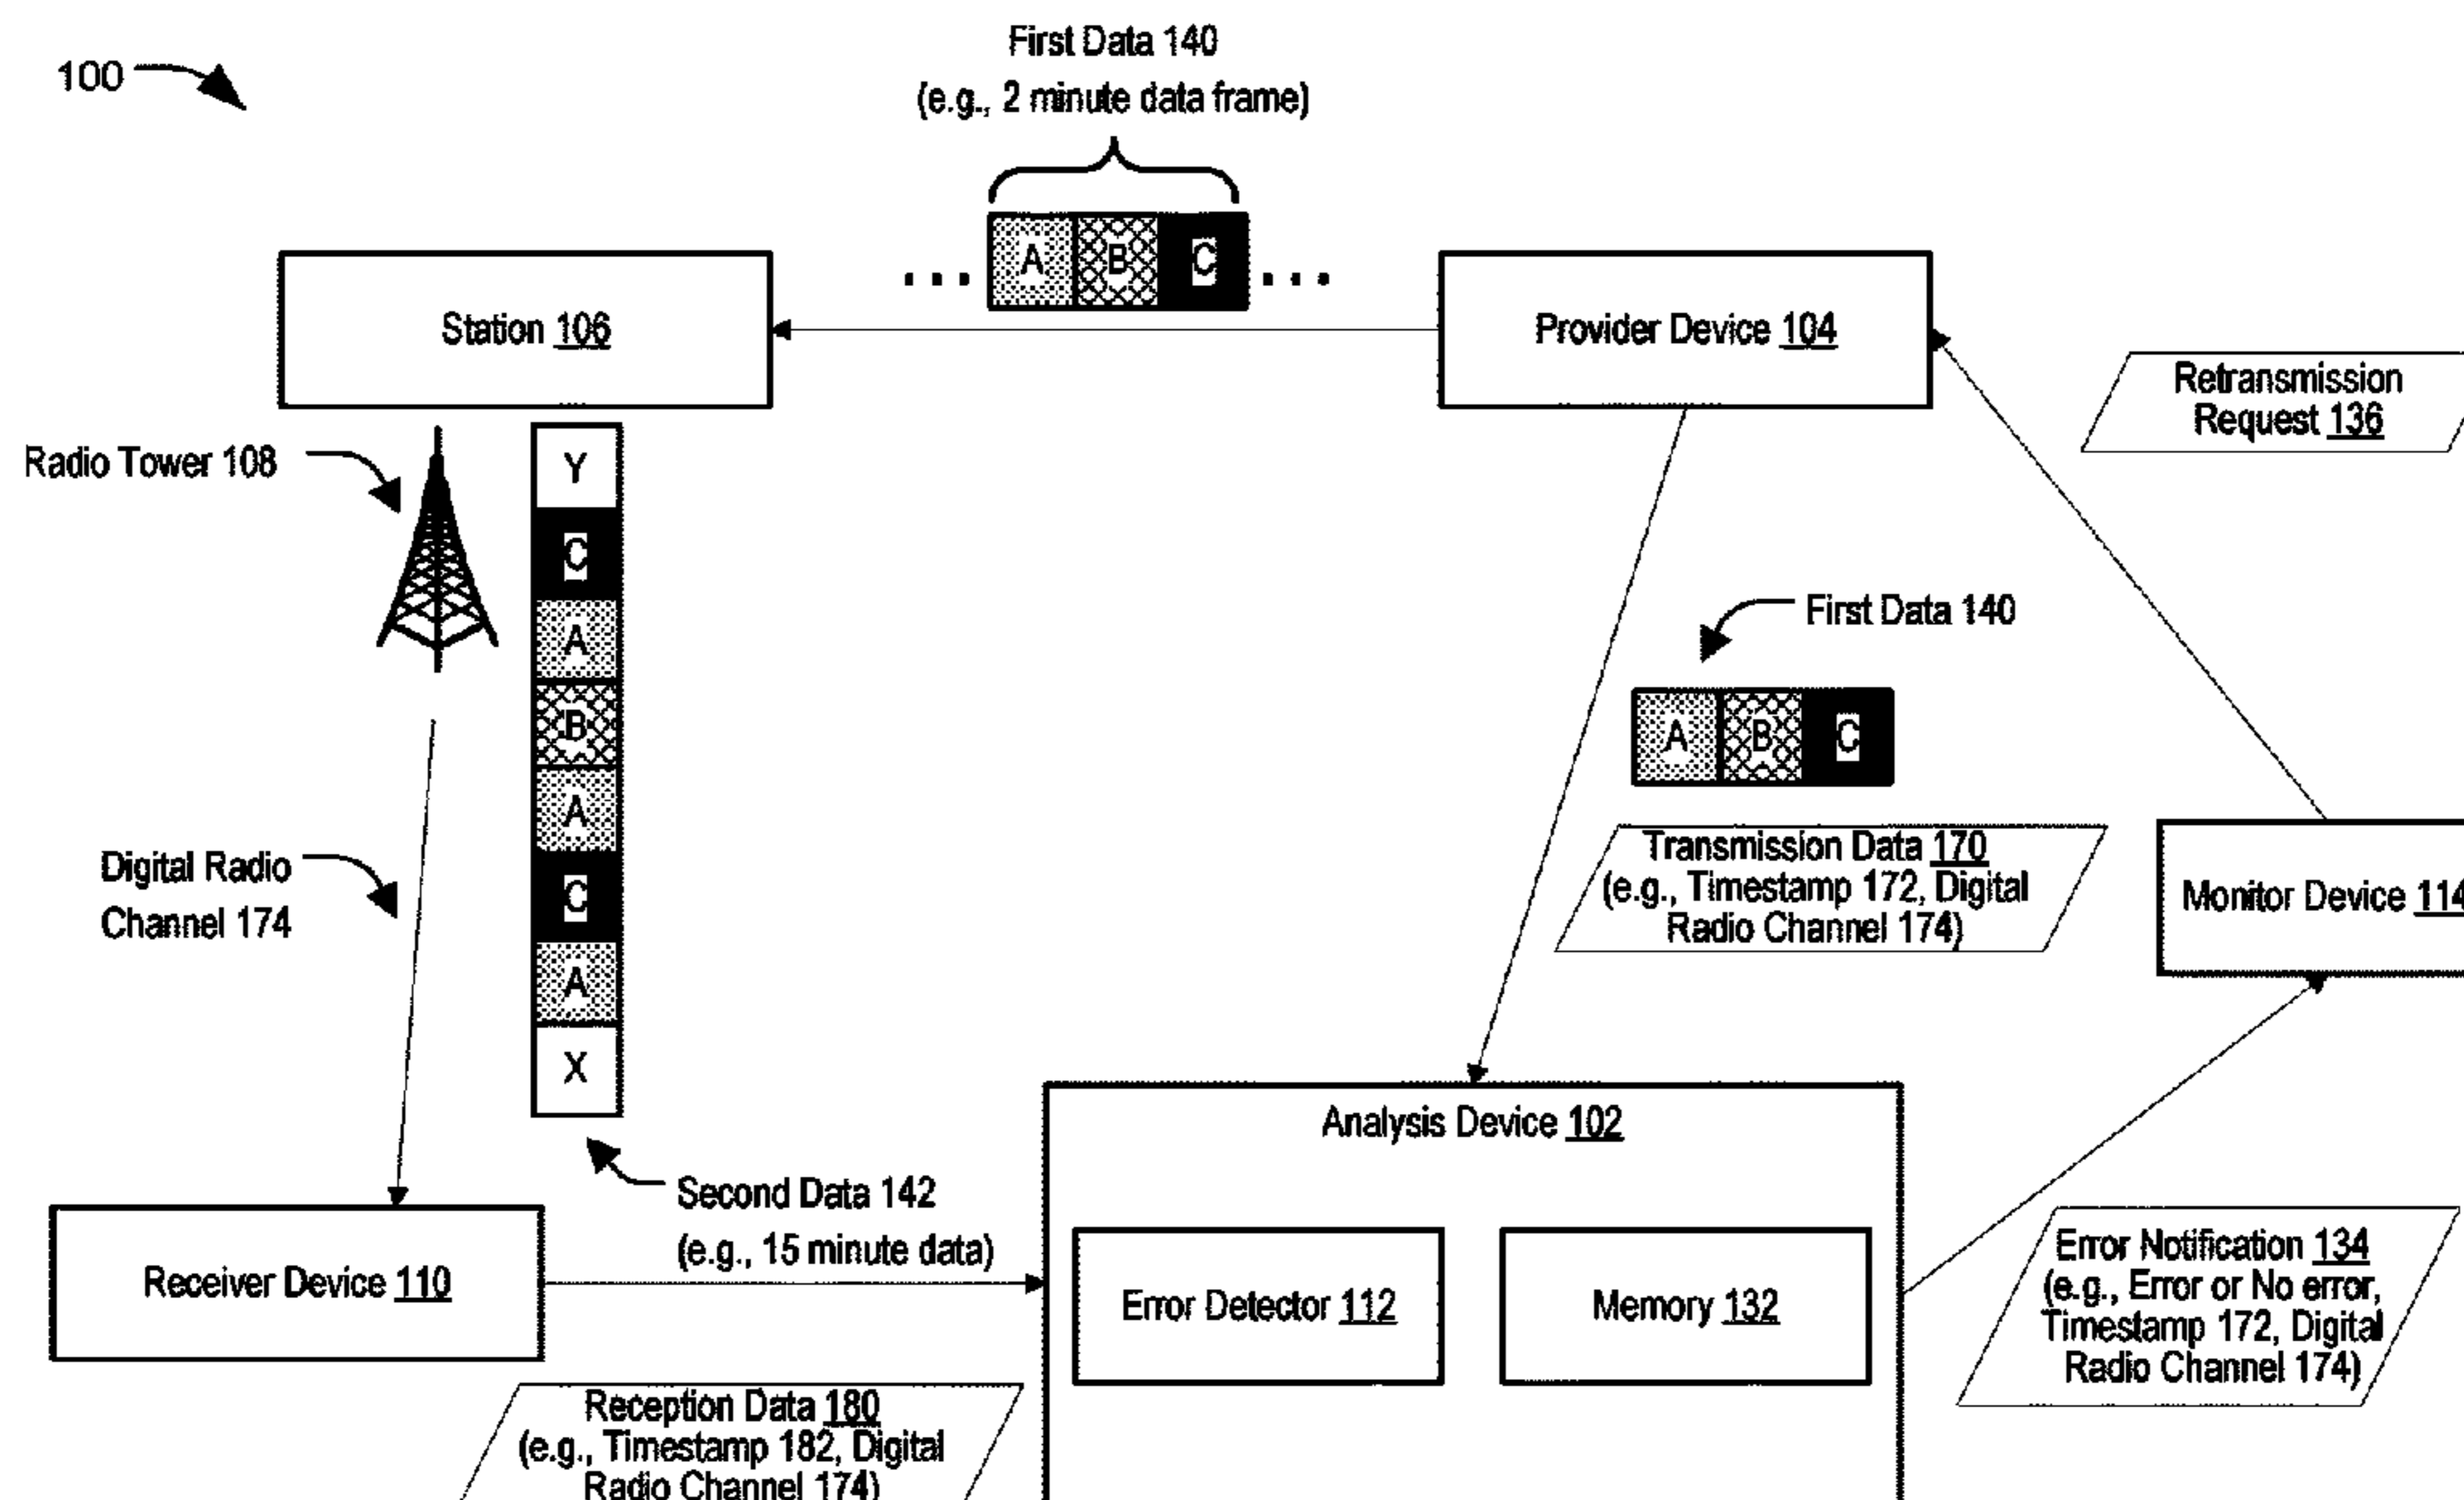 100
First Data 140
(e.g., 2 minute data frame)
... A B C ...
Station 106
Provider Device 104
Retransmission
Request 136
Radio Tower 108
Y
C
A
B
A
C
A
X
First Data 140
A B C
Digital Radio
Channel 174
Transmission Data 170
(e.g., Timestamp 172, Digital
Radio Channel 174)
Monitor Device 114
Second Data 142
(e.g., 15 minute data)
Analysis Device 102
Receiver Device 110
Error Detector 112
Memory 132
Error Notification 134
(e.g., Error or No error,
Timestamp 172, Digital
Radio Channel 174)
Reception Data 180
(e.g., Timestamp 182, Digital
Radio Channel 174)